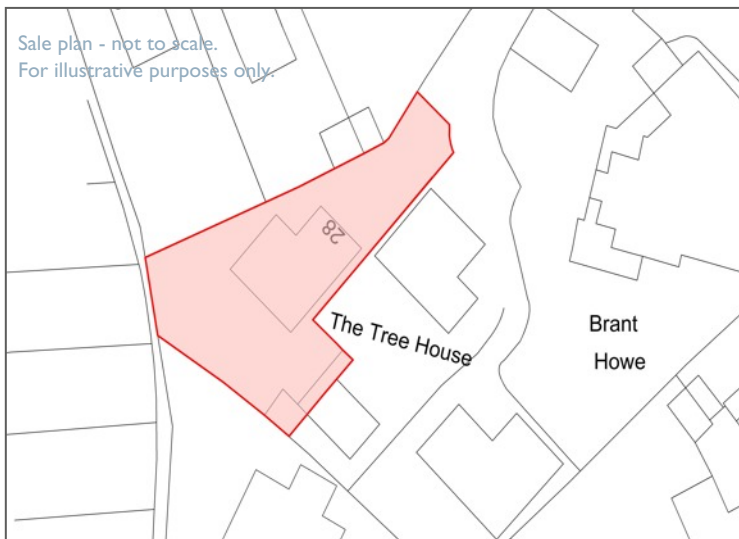 Sale plan - not to scale.
For illustrative purposes only.
28
The Tree House
Brant
Howe